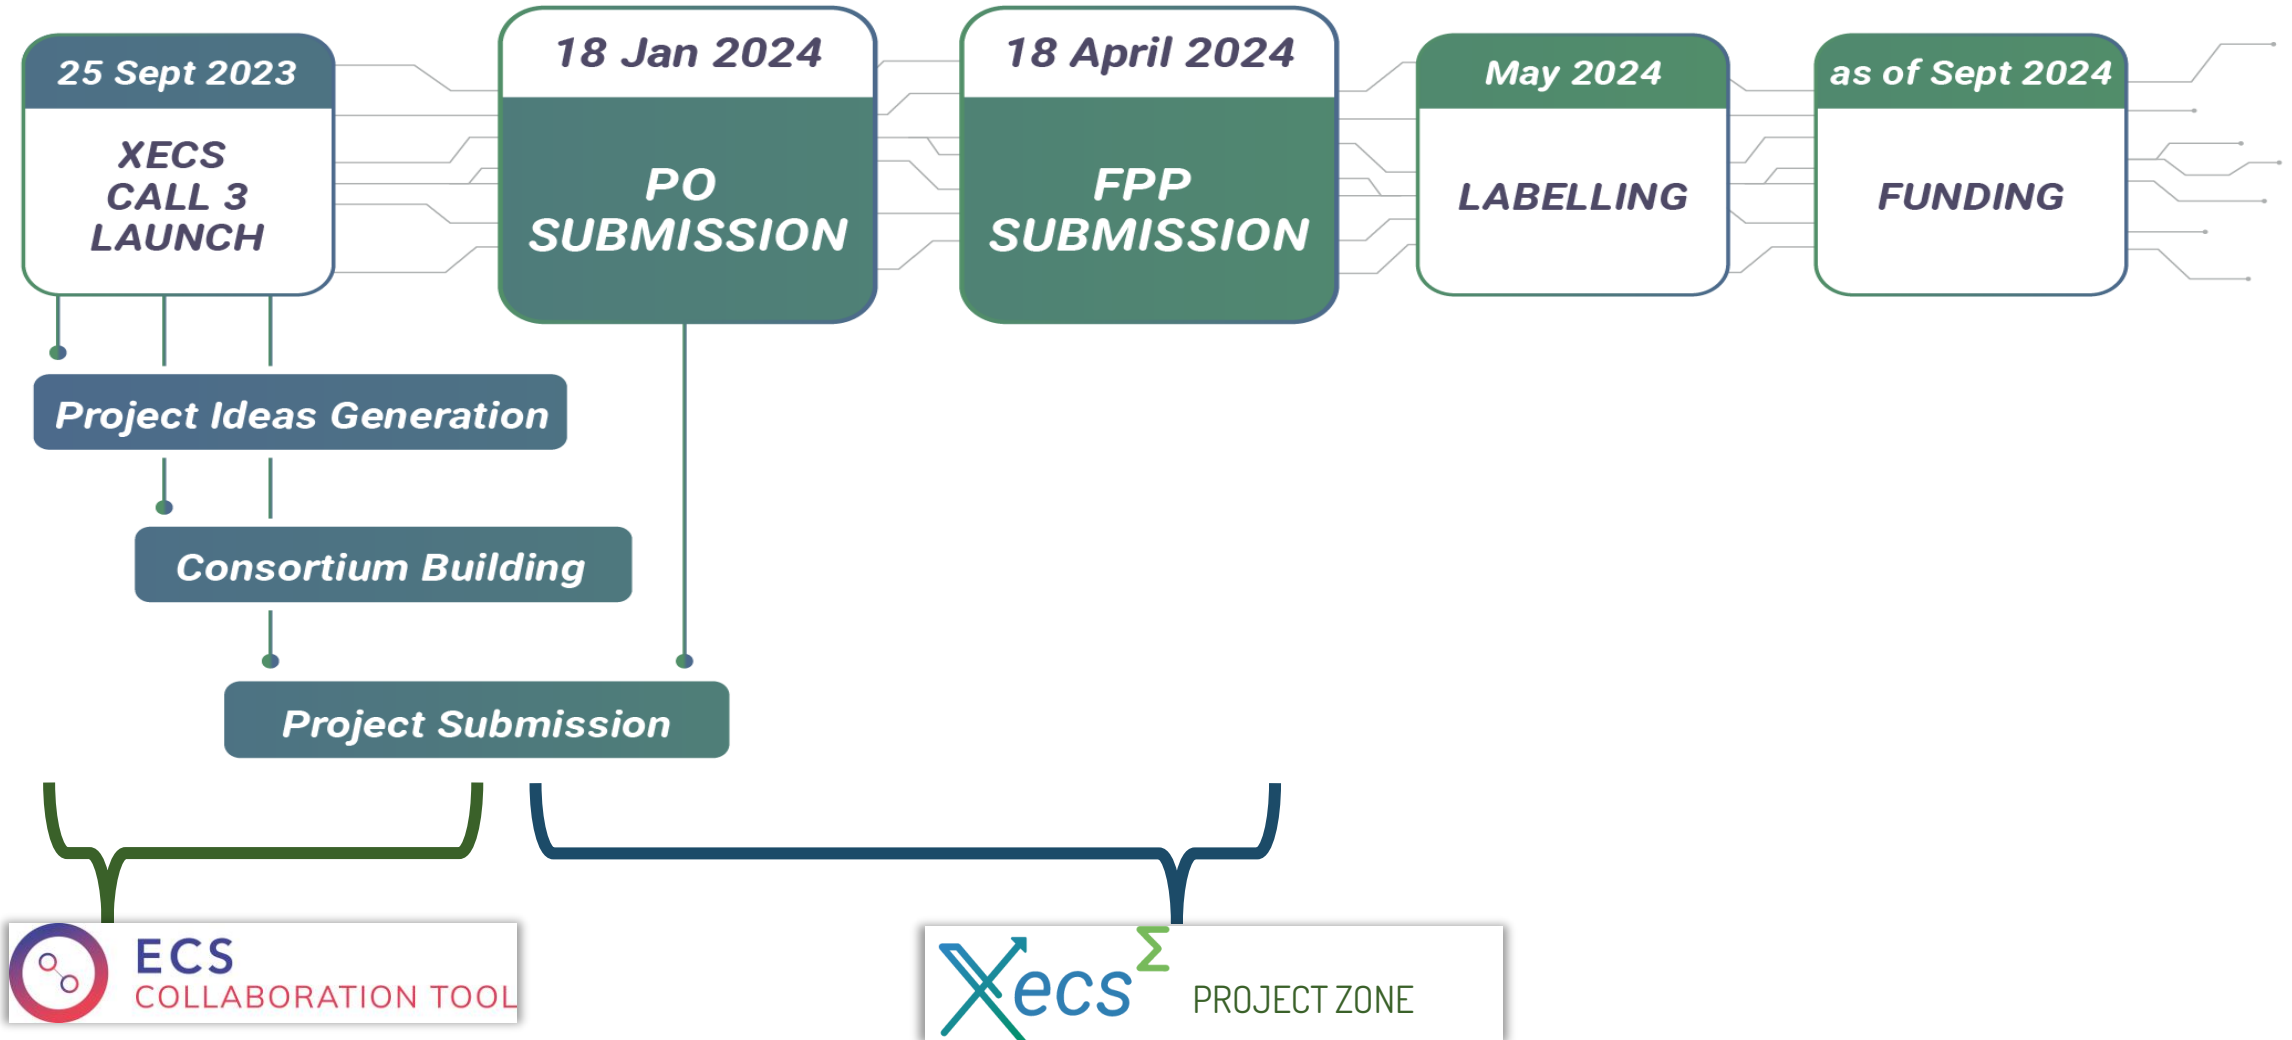 25 Sept 2023
XECS
CALL 3
LAUNCH
18 Jan 2024
PO
SUBMISSION
18 April 2024
FPP
SUBMISSION
May 2024
LABELLING
as of Sept 2024
FUNDING
Project Ideas Generation
Consortium Building
Project Submission
ECS
COLLABORATION TOOL
Xecs Σ
PROJECT ZONE